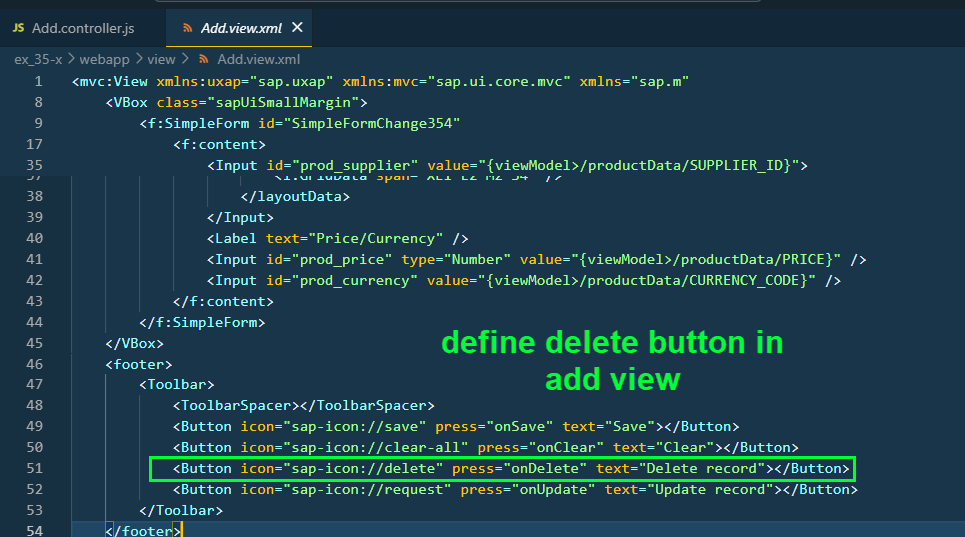 JS Add.controller.js Add.view.xml
ex_35-x > webapp > view > Add.view.xml
1 <mvc:View xmlns:uxap="sap.uxap" xmlns:mvc="sap.ui.core.mvc" xmlns="sap.m"
8 <VBox class="sapUiSmallMargin">
9 <f:SimpleForm id="SimpleFormChange354"
17 <f:content>
35 <Input id="prod_supplier" value="{viewModel>/productData/SUPPLIER_ID}">
38 </layoutData>
39 </Input>
40 <Label text="Price/Currency" />
41 <Input id="prod_price" type="Number" value="{viewModel>/productData/PRICE}" />
42 <Input id="prod_currency" value="{viewModel>/productData/CURRENCY_CODE}" />
43 </f:content>
44 </f:SimpleForm>
45 </VBox>
46 <footer>
47 <Toolbar>
48 <ToolbarSpacer></ToolbarSpacer>
49 <Button icon="sap-icon://save" press="onSave" text="Save"></Button>
50 <Button icon="sap-icon://clear-all" press="onClear" text="Clear"></Button>
51 <Button icon="sap-icon://delete" press="onDelete" text="Delete record"></Button>
52 <Button icon="sap-icon://request" press="onUpdate" text="Update record"></Button>
53 </Toolbar>
54 </footer>
define delete button in
add view